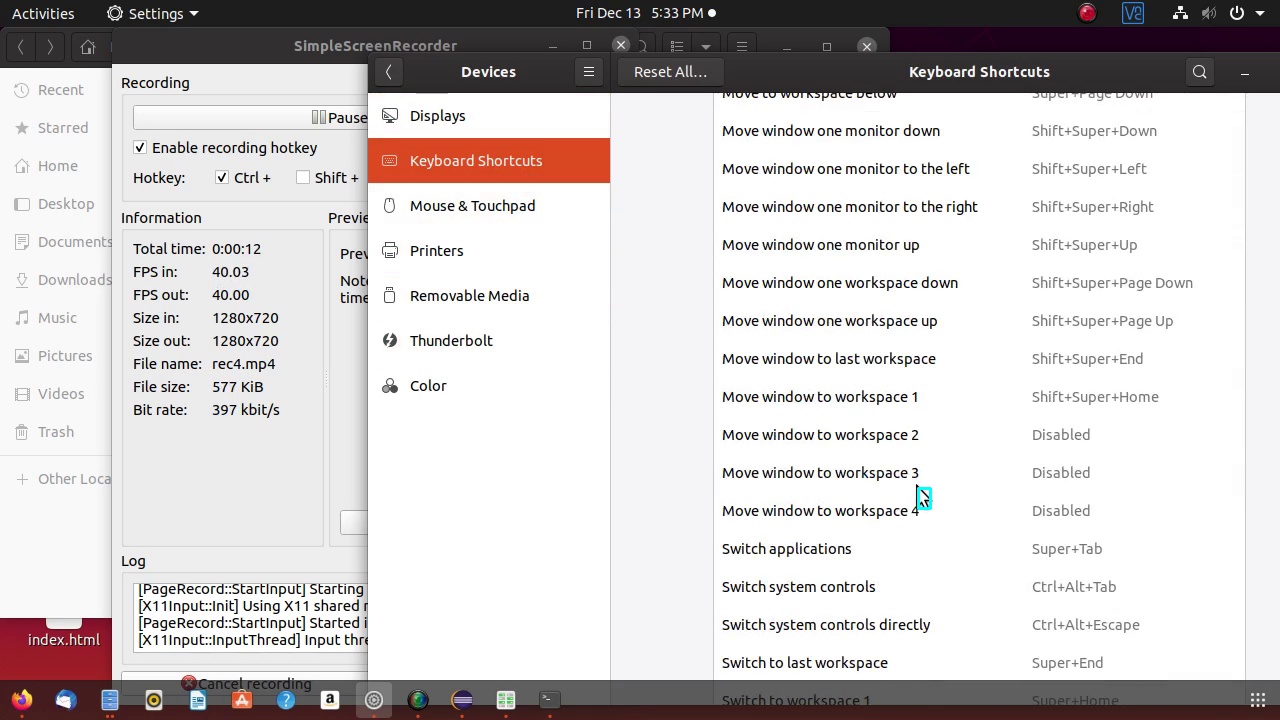 Activities
Settings
Fri Dec 13 5:33 PM
SimpleScreenRecorder
Recording
Pause
Enable recording hotkey
Hotkey:
Ctrl +
Shift +
Information
Total time: 0:00:12
FPS in: 40.03
FPS out: 40.00
Size in: 1280x720
Size out: 1280x720
File name: rec4.mp4
File size: 577 KiB
Bit rate: 397 kbit/s
Log
[PageRecord::StartInput] Starting
[X11Input::Init] Using X11 shared
[PageRecord::StartInput] Started
[X11Input::InputThread] Input
Cancel recording
Recent
Starred
Home
Desktop
Documents
Downloads
Music
Pictures
Videos
Trash
Other
index.html
Devices
Reset All...
Keyboard Shortcuts
Displays
Keyboard Shortcuts
Mouse & Touchpad
Printers
Removable Media
Thunderbolt
Color
Move to workspace below Super+Page Down
Move window one monitor down Shift+Super+Down
Move window one monitor to the left Shift+Super+Left
Move window one monitor to the right Shift+Super+Right
Move window one monitor up Shift+Super+Up
Move window one workspace down Shift+Super+Page Down
Move window one workspace up Shift+Super+Page Up
Move window to last workspace Shift+Super+End
Move window to workspace 1 Shift+Super+Home
Move window to workspace 2 Disabled
Move window to workspace 3 Disabled
Move window to workspace 4 Disabled
Switch applications Super+Tab
Switch system controls Ctrl+Alt+Tab
Switch system controls directly Ctrl+Alt+Escape
Switch to last workspace Super+End
Switch to workspace 1 Super+Home